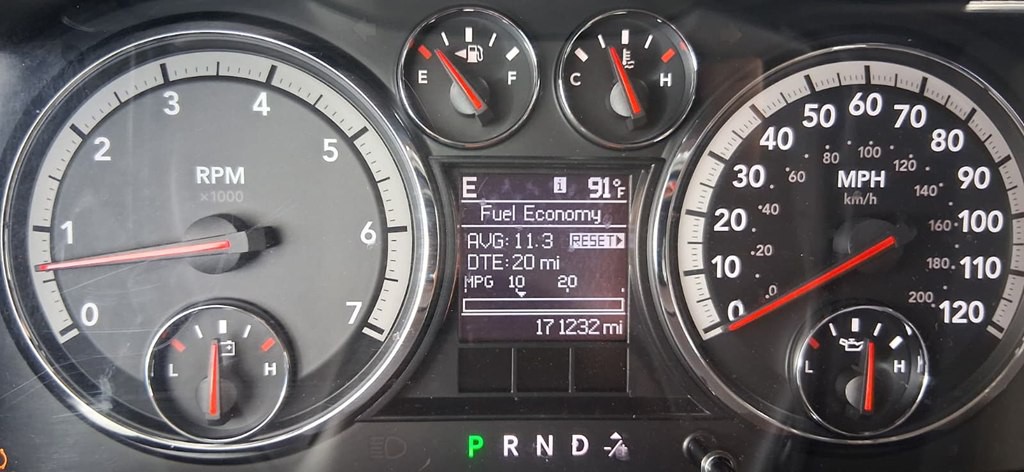 0 1 2 3 4 5 6 7
RPM
×1000
L H
E F
C H
E i 91°F
Fuel Economy
AVG: 11.3 RESET
DTE: 20 mi
MPG 10 20
171232 mi
P R N D
0 10 20 30 40 50 60 70 80 90 100 110 120
MPH
km/h
0 20 40 60 80 100 120 140 160 180 200
L H